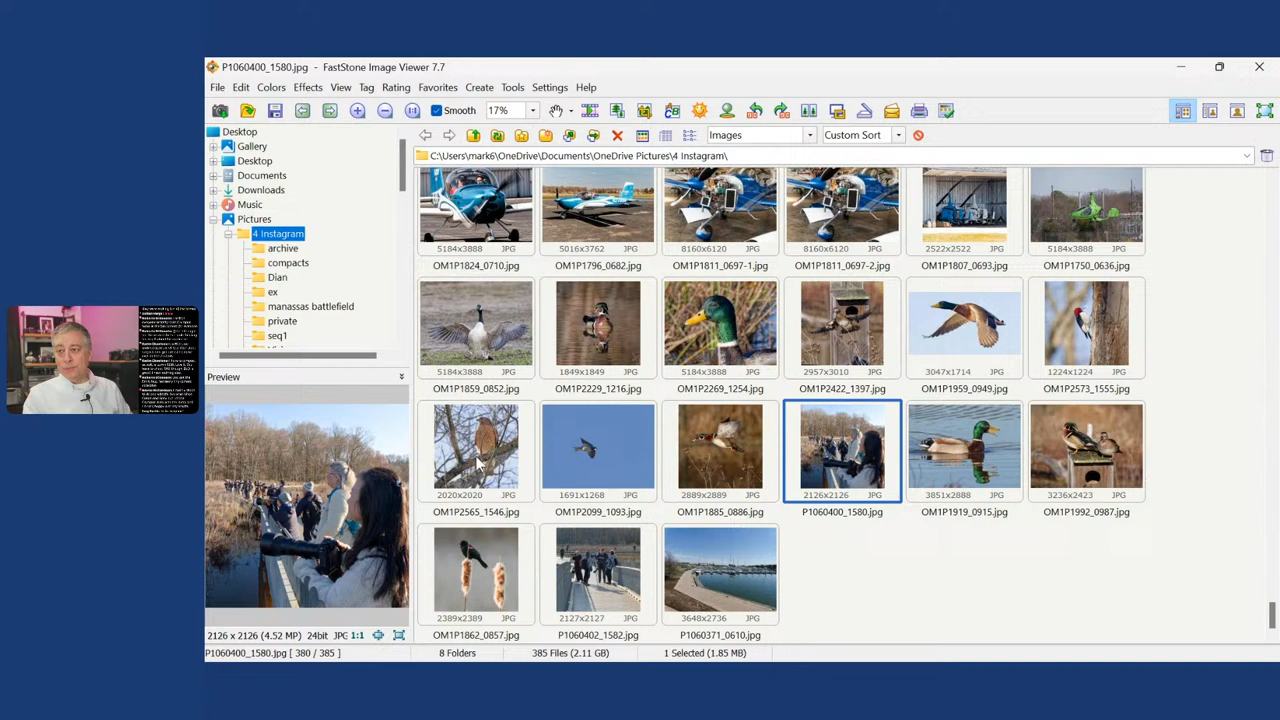 P1060400_1580.jpg - FastStone Image Viewer 7.7
File Edit Colors Effects View Tag Rating Favorites Create Tools Settings Help
Smooth 17%
Images Custom Sort
C:\Users\mark6\OneDrive\Documents\OneDrive Pictures\4 Instagram\
Desktop
Gallery
Desktop
Documents
Downloads
Music
Pictures
4 Instagram
archive
compacts
Dian
ex
manassas battlefield
private
seq1
Preview
5184x3888 JPG 5016x3762 JPG 8160x6120 JPG 8160x6120 JPG 2522x2522 JPG 5184x3888 JPG
OM1P1824_0710.jpg OM1P1796_0682.jpg OM1P1811_0697-1.jpg OM1P1811_0697-2.jpg OM1P1807_0693.jpg OM1P1750_0636.jpg
5184x3888 JPG 1849x1849 JPG 5184x3888 JPG 2957x3010 JPG 3047x1714 JPG 1224x1224 JPG
OM1P1859_0852.jpg OM1P2222_1216.jpg OM1P2269_1254.jpg OM1P2422_1397.jpg OM1P1959_0949.jpg OM1P2573_1555.jpg
2020x2020 JPG 1691x1268 JPG 2889x2889 JPG 2126x2126 JPG 3851x2888 JPG 3236x2423 JPG
OM1P2565_1546.jpg OM1P2099_1093.jpg OM1P1885_0886.jpg P1060400_1580.jpg OM1P1919_0915.jpg OM1P1992_0987.jpg
2389x2389 JPG 2127x2127 JPG 3648x2736 JPG
OM1P1862_0857.jpg P1060402_1582.jpg P1060371_0610.jpg
2126 x 2126 (4.52 MP) 24bit JPG 1:1
P1060400_1580.jpg [ 380 / 385 ] 8 Folders 385 Files (2.11 GB) 1 Selected (1.85 MB)